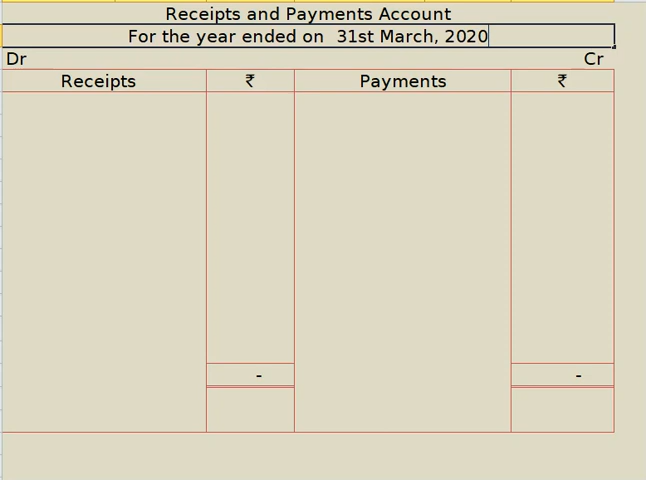 Receipts and Payments Account
For the year ended on  31st March, 2020
Dr Cr
Receipts ₹ Payments ₹
- -